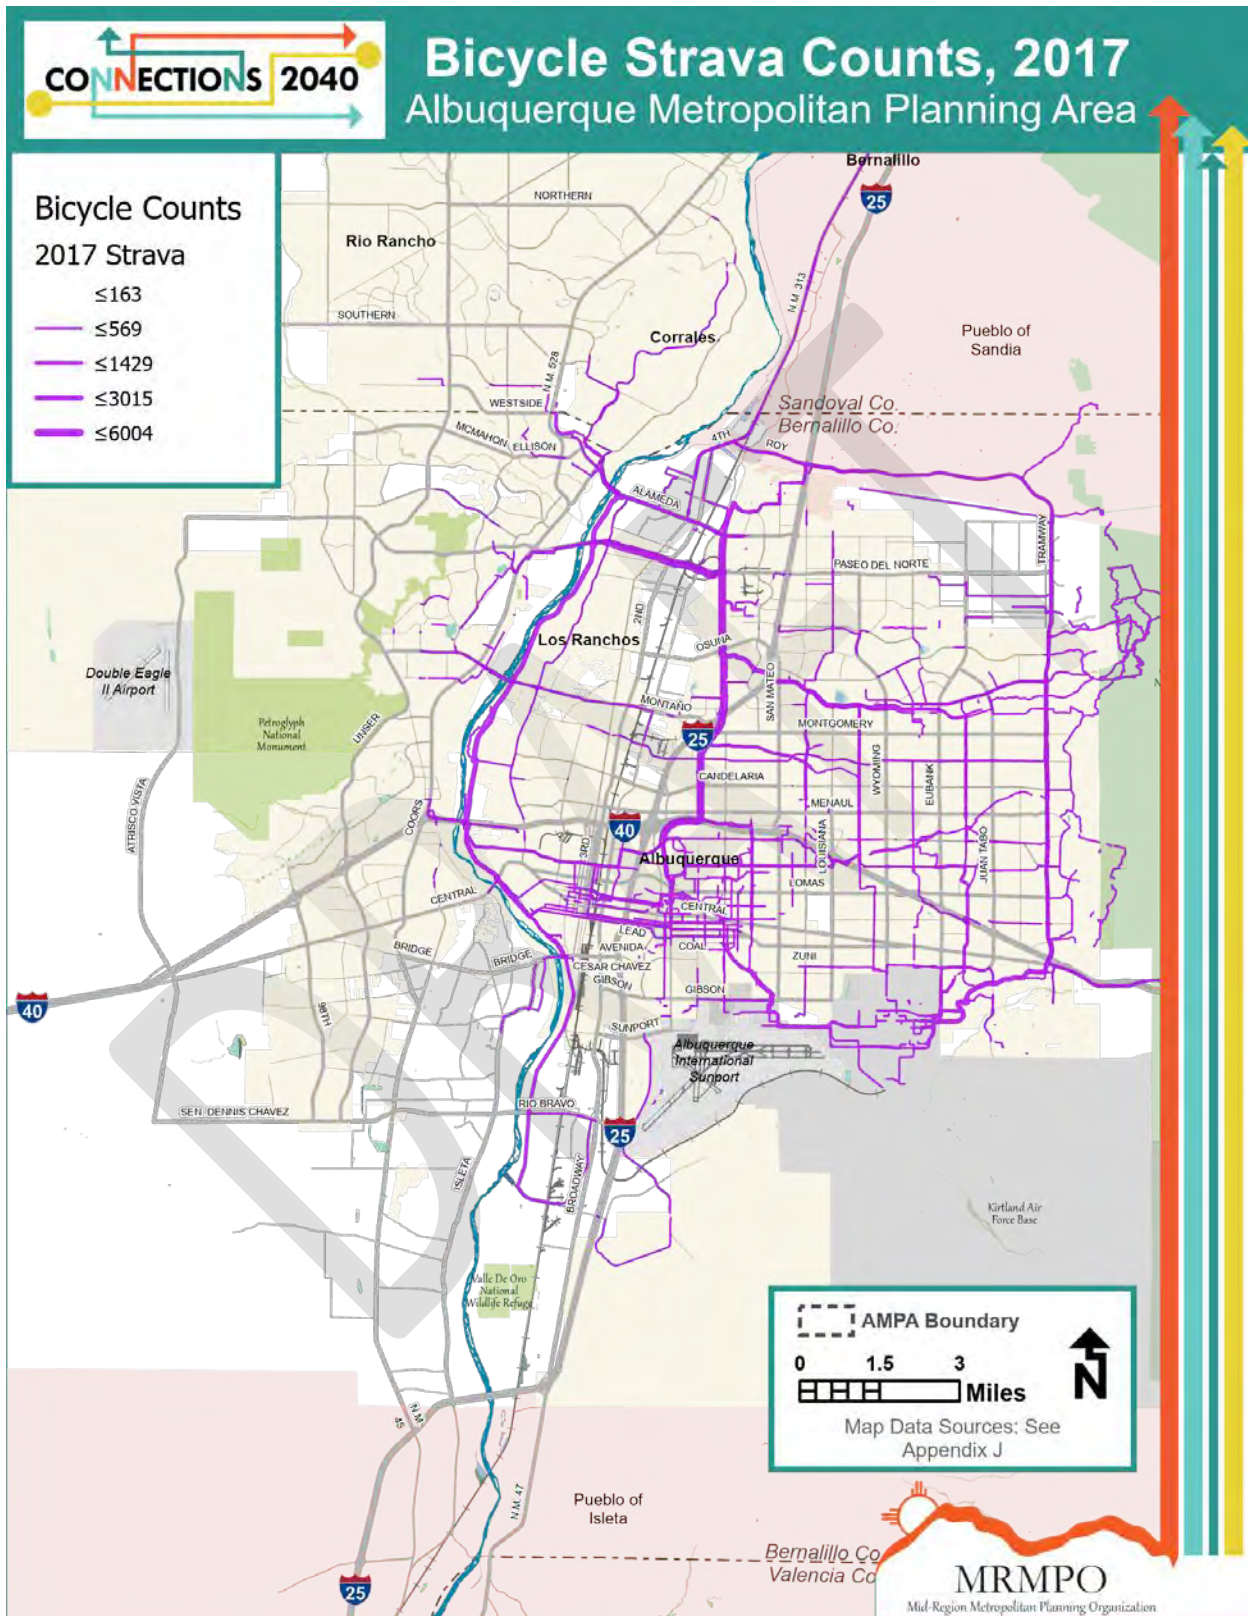 CONNECTIONS 2040
Bicycle Strava Counts, 2017
Albuquerque Metropolitan Planning Area
Bicycle Counts
2017 Strava
≤163
≤569
≤1429
≤3015
≤6004
Bernalillo
25
NORTHERN
Rio Rancho
N.M. 313
SOUTHERN
Corrales
Pueblo of
Sandia
N.M. 528
WESTSIDE
Sandoval Co.
Bernalillo Co.
MCMAHON
ELLISON
4TH
ROY
ALAMEDA
TRAMWAY
PASEO DEL NORTE
2ND
Los Ranchos
OSUNA
Double Eagle
II Airport
SAN MATEO
MONTAÑO
Petroglyph
National
Monument
UNSER
MONTGOMERY
25
CANDELARIA
WYOMING
EUBANK
ATRISCO VISTA
COORS
MENAUL
40
3RD
LOUISIANA
JUAN TABO
Albuquerque
LOMAS
CENTRAL
CENTRAL
LEAD
AVENIDA
COAL
BRIDGE
BRIDGE
CESAR CHAVEZ
ZUNI
GIBSON
GIBSON
40
98TH
SUNPORT
Albuquerque
International
Sunport
RIO BRAVO
SEN. DENNIS CHAVEZ
25
ISLETA
BROADWAY
Kirtland Air
Force Base
Valle De Oro
National
Wildlife Refuge
AMPA Boundary
0 1.5 3
Miles
N
Map Data Sources: See
Appendix J
N.M.
45
N.M. 47
Pueblo of
Isleta
Bernalillo Co
Valencia Co
25
MRMPO
Mid-Region Metropolitan Planning Organization
DRAFT